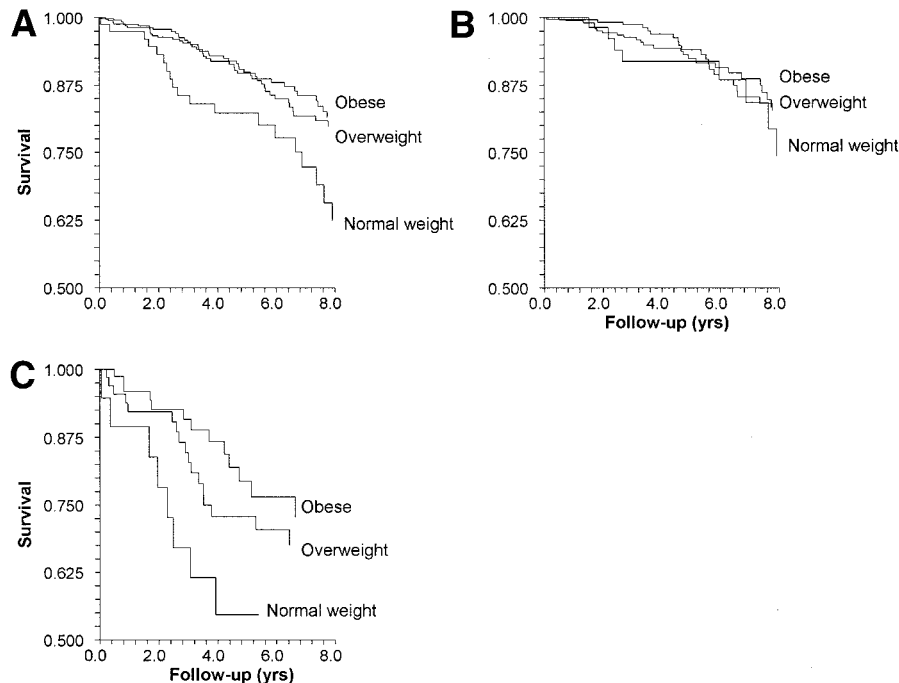 A
1.000
0.875
0.750
0.625
0.500
Survival
0.0 2.0 4.0 6.0 8.0
Obese
Overweight
Normal weight
B
1.000
0.875
0.750
0.625
0.500
0.0 2.0 4.0 6.0 8.0
Follow-up (yrs)
Obese
Overweight
Normal weight
C
1.000
0.875
0.750
0.625
0.500
Survival
0.0 2.0 4.0 6.0 8.0
Follow-up (yrs)
Obese
Overweight
Normal weight